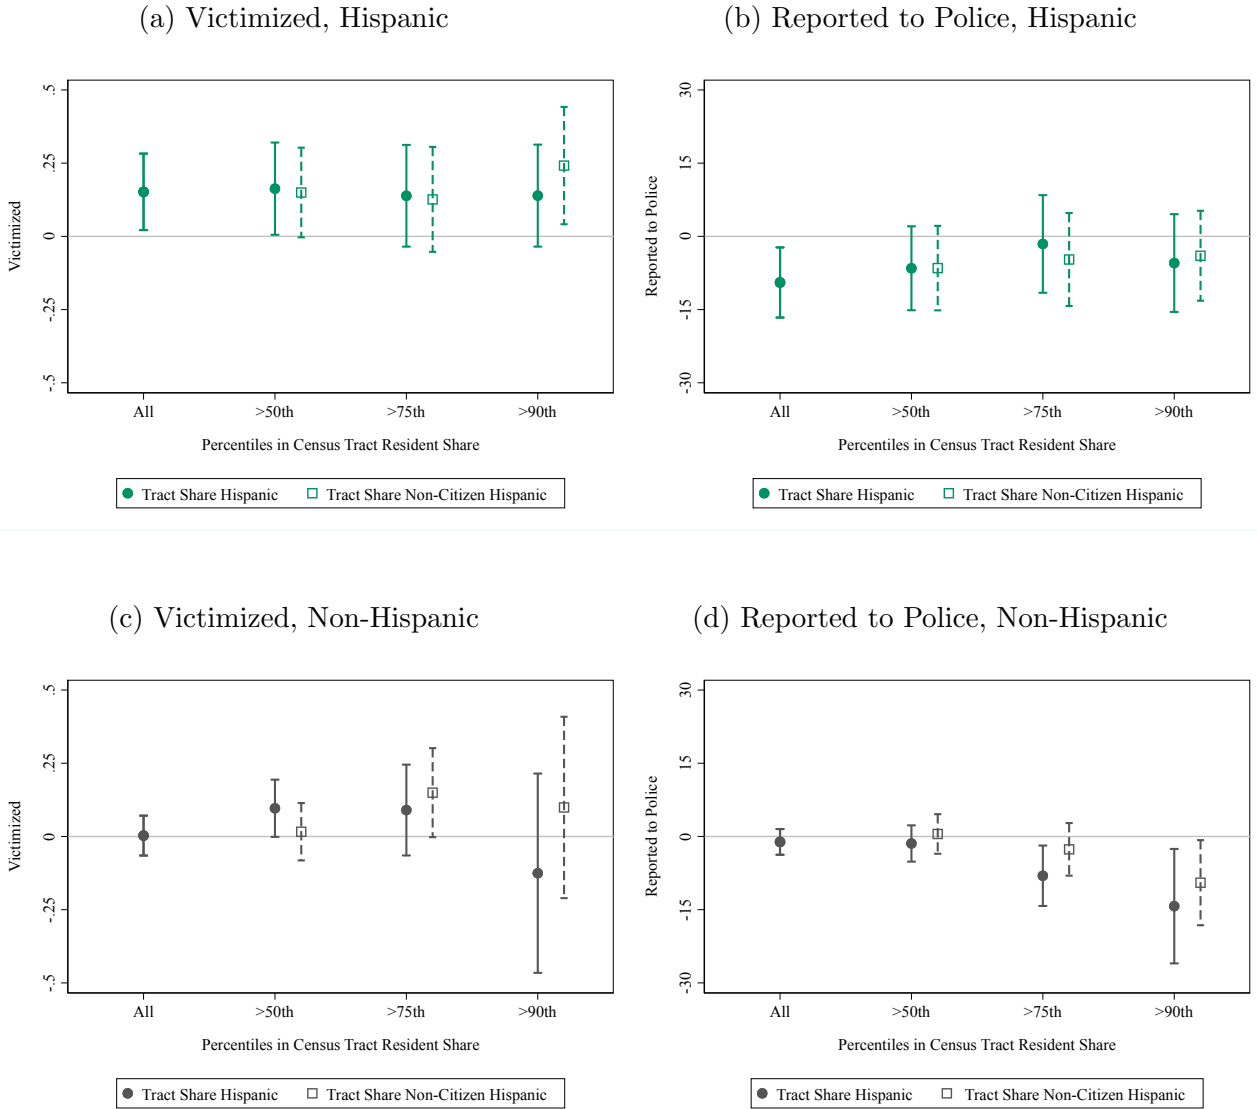 (a) Victimized, Hispanic
Victimized
.5
.25
0
-.25
-.5
All >50th >75th >90th
Percentiles in Census Tract Resident Share
Tract Share Hispanic Tract Share Non-Citizen Hispanic
(b) Reported to Police, Hispanic
Reported to Police
30
15
0
-15
-30
All >50th >75th >90th
Percentiles in Census Tract Resident Share
Tract Share Hispanic Tract Share Non-Citizen Hispanic
(c) Victimized, Non-Hispanic
Victimized
.5
.25
0
-.25
-.5
All >50th >75th >90th
Percentiles in Census Tract Resident Share
Tract Share Hispanic Tract Share Non-Citizen Hispanic
(d) Reported to Police, Non-Hispanic
Reported to Police
30
15
0
-15
-30
All >50th >75th >90th
Percentiles in Census Tract Resident Share
Tract Share Hispanic Tract Share Non-Citizen Hispanic